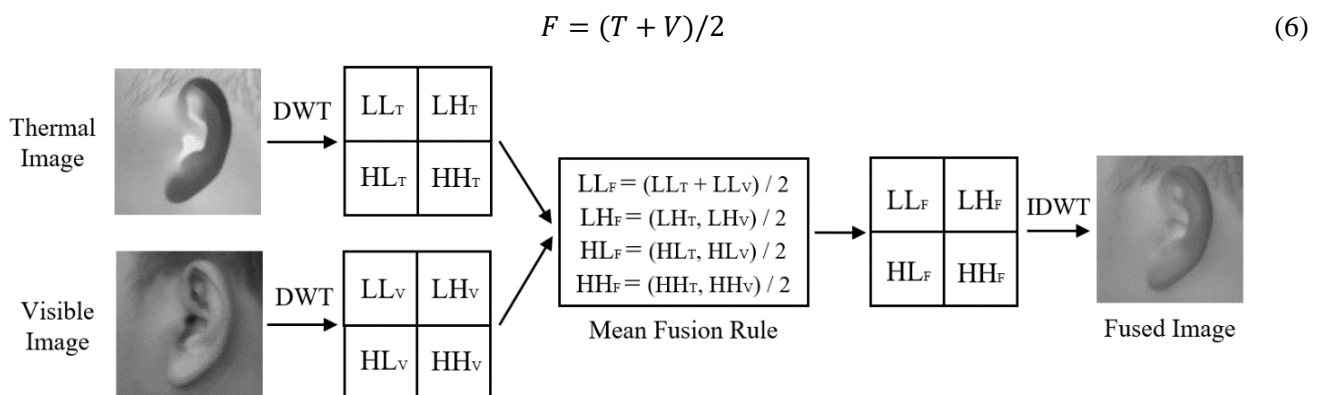 F = (T + V)/2 (6)
Thermal
Image
DWT
LLT LHT
HLT HHT
Visible
Image
DWT
LLV LHV
HLV HHV
LLF = (LLT + LLV) / 2
LHF = (LHT, LHV) / 2
HLF = (HLT, HLV) / 2
HHF = (HHT, HHV) / 2
Mean Fusion Rule
LLF LHF
HLF HHF
IDWT
Fused Image